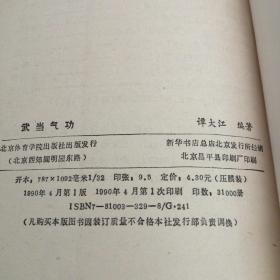 武当气功
谭大江 编著
北京体育学院出版社出版发行
(北京西郊圆明园东路)
新华书店总店北京发行所经销
北京昌平县印刷厂印刷
开本:787×1092毫米1/32 印张:9.5 定价:4.30元(压膜装)
1990年4月第1版 1990年4月第1次印刷 印数:31000册
ISBN7—81003—329—8/G·241
(凡购买本版图书因装订质量不合格本社发行部负责调换)